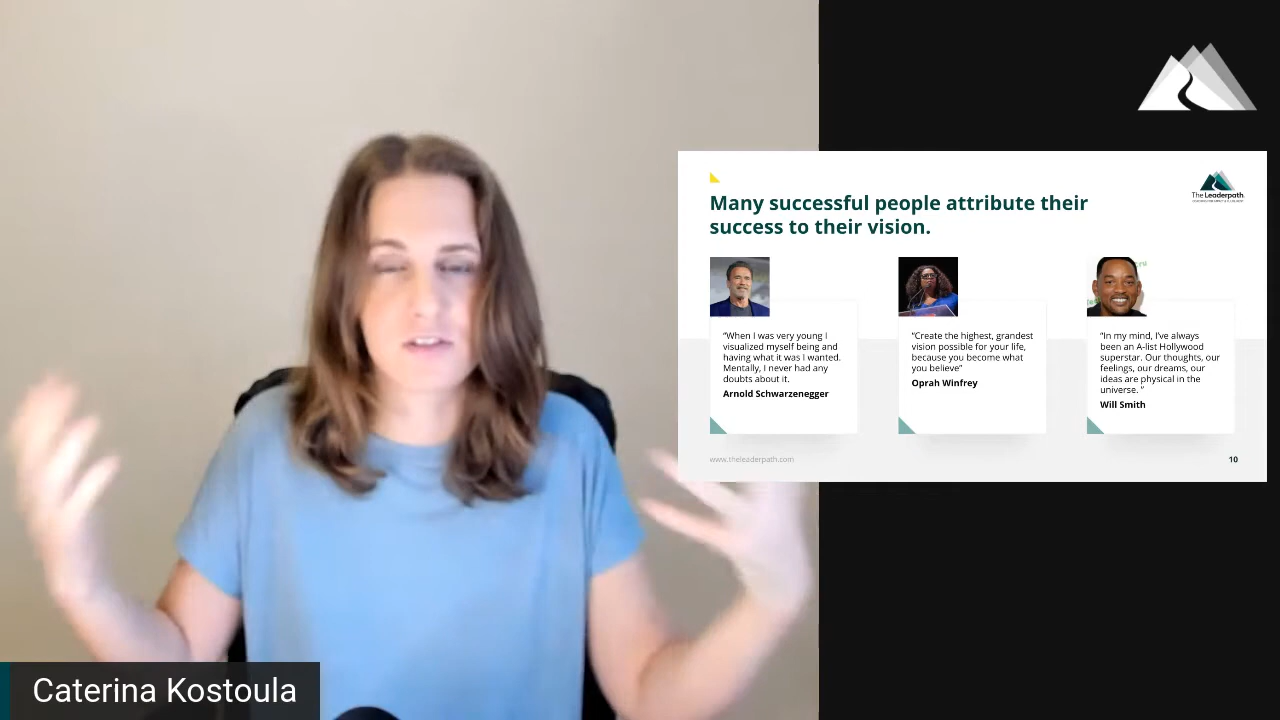 Many successful people attribute their
success to their vision.
The Leaderpath
"When I was very young I
visualized myself being and
having what it was I wanted.
Mentally, I never had any
doubts about it.
Arnold Schwarzenegger
"Create the highest, grandest
vision possible for your life,
because you become what
you believe"
Oprah Winfrey
"In my mind, I've always
been an A-list Hollywood
superstar. Our thoughts, our
feelings, our dreams, our
ideas are physical in the
universe. "
Will Smith
www.theleaderpath.com
10
Caterina Kostoula